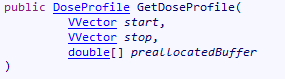 public DoseProfile GetDoseProfile(
VVector start,
VVector stop,
double[] preallocatedBuffer
)